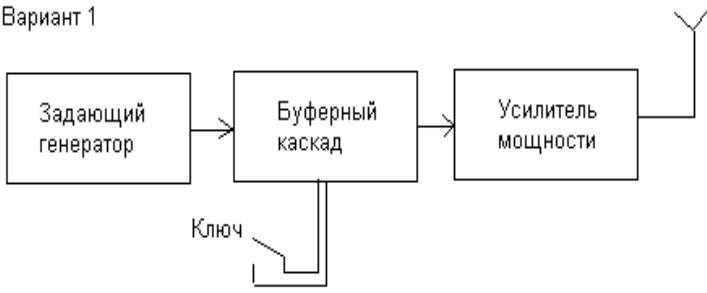 Вариант 1
Задающий
генератор
Буферный
каскад
Усилитель
мощности
Ключ